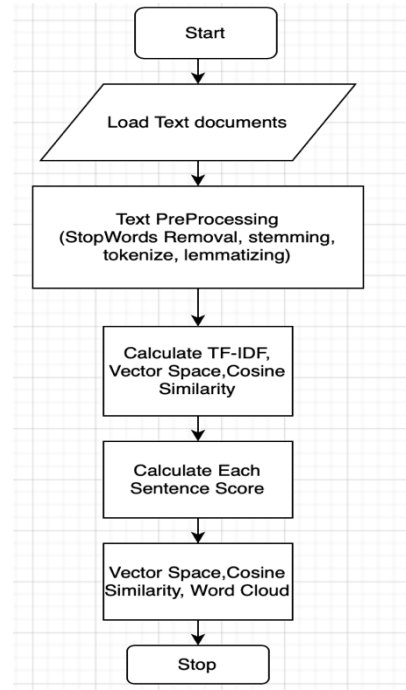 Start
Load Text documents
Text PreProcessing
(StopWords Removal, stemming,
tokenize, lemmatizing)
Calculate TF-IDF,
Vector Space,Cosine
Similarity
Calculate Each
Sentence Score
Vector Space,Cosine
Similarity, Word Cloud
Stop